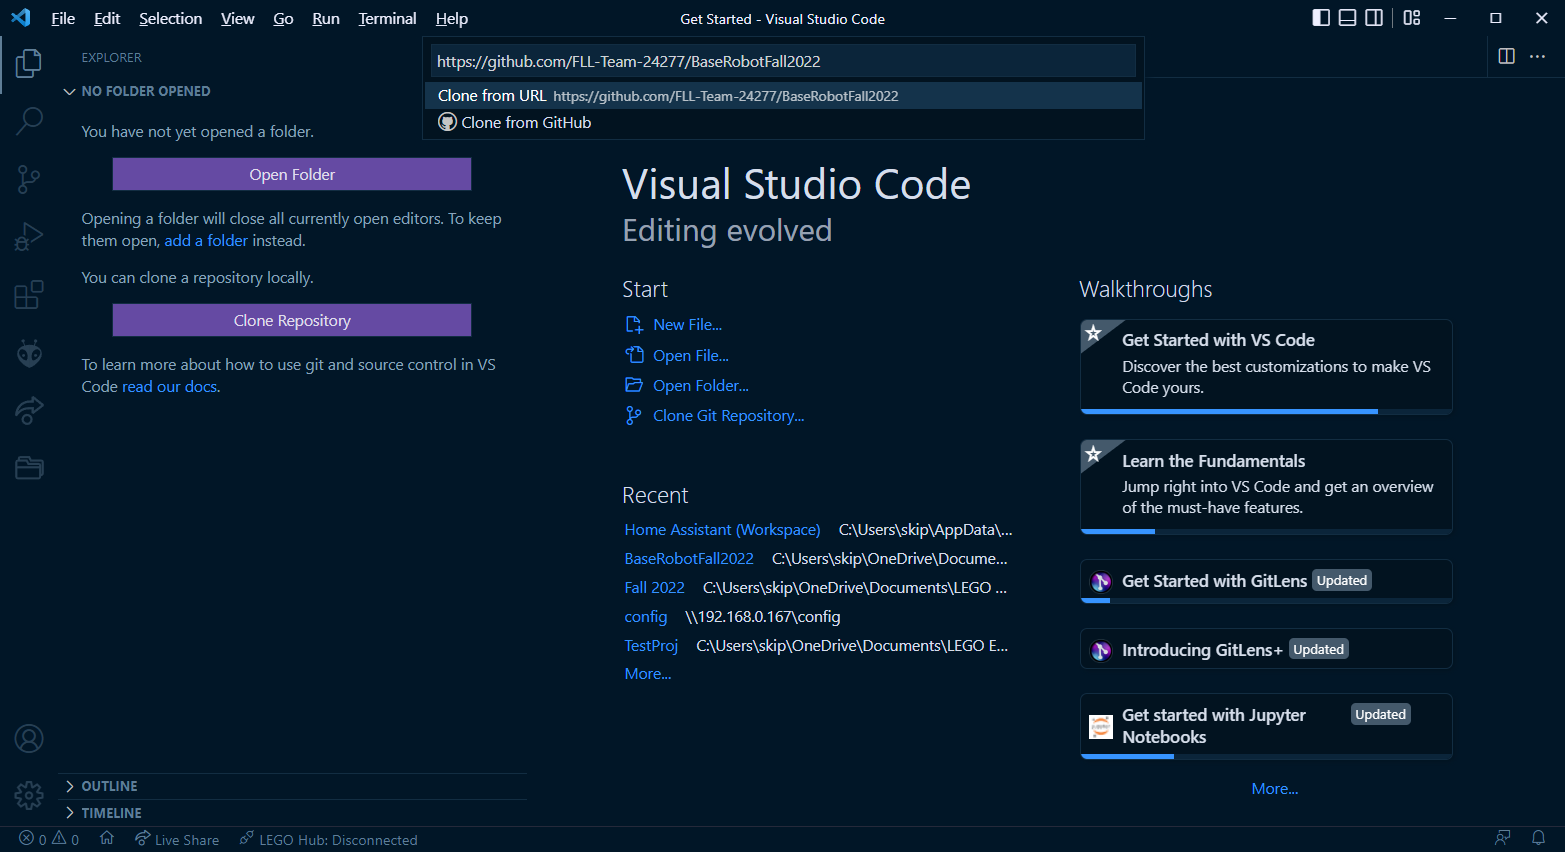 File Edit Selection View Go Run Terminal Help
Get Started - Visual Studio Code
https://github.com/FLL-Team-24277/BaseRobotFall2022
Clone from URL https://github.com/FLL-Team-24277/BaseRobotFall2022
Clone from GitHub
EXPLORER
NO FOLDER OPENED
You have not yet opened a folder.
Open Folder
Opening a folder will close all currently open editors. To keep
them open, add a folder instead.
You can clone a repository locally.
Clone Repository
To learn more about how to use git and source control in VS
Code read our docs.
OUTLINE
TIMELINE
Visual Studio Code
Editing evolved
Start
New File...
Open File...
Open Folder...
Clone Git Repository...
Recent
Home Assistant (Workspace) C:\Users\skip\AppData\...
BaseRobotFall2022 C:\Users\skip\OneDrive\Docume...
Fall 2022 C:\Users\skip\OneDrive\Documents\LEGO ...
config \\192.168.0.167\config
TestProj C:\Users\skip\OneDrive\Documents\LEGO E...
More...
Walkthroughs
Get Started with VS Code
Discover the best customizations to make VS
Code yours.
Learn the Fundamentals
Jump right into VS Code and get an overview
of the must-have features.
Get Started with GitLens Updated
Introducing GitLens+ Updated
Get started with Jupyter Updated
Notebooks
More...
0 0 Live Share LEGO Hub: Disconnected